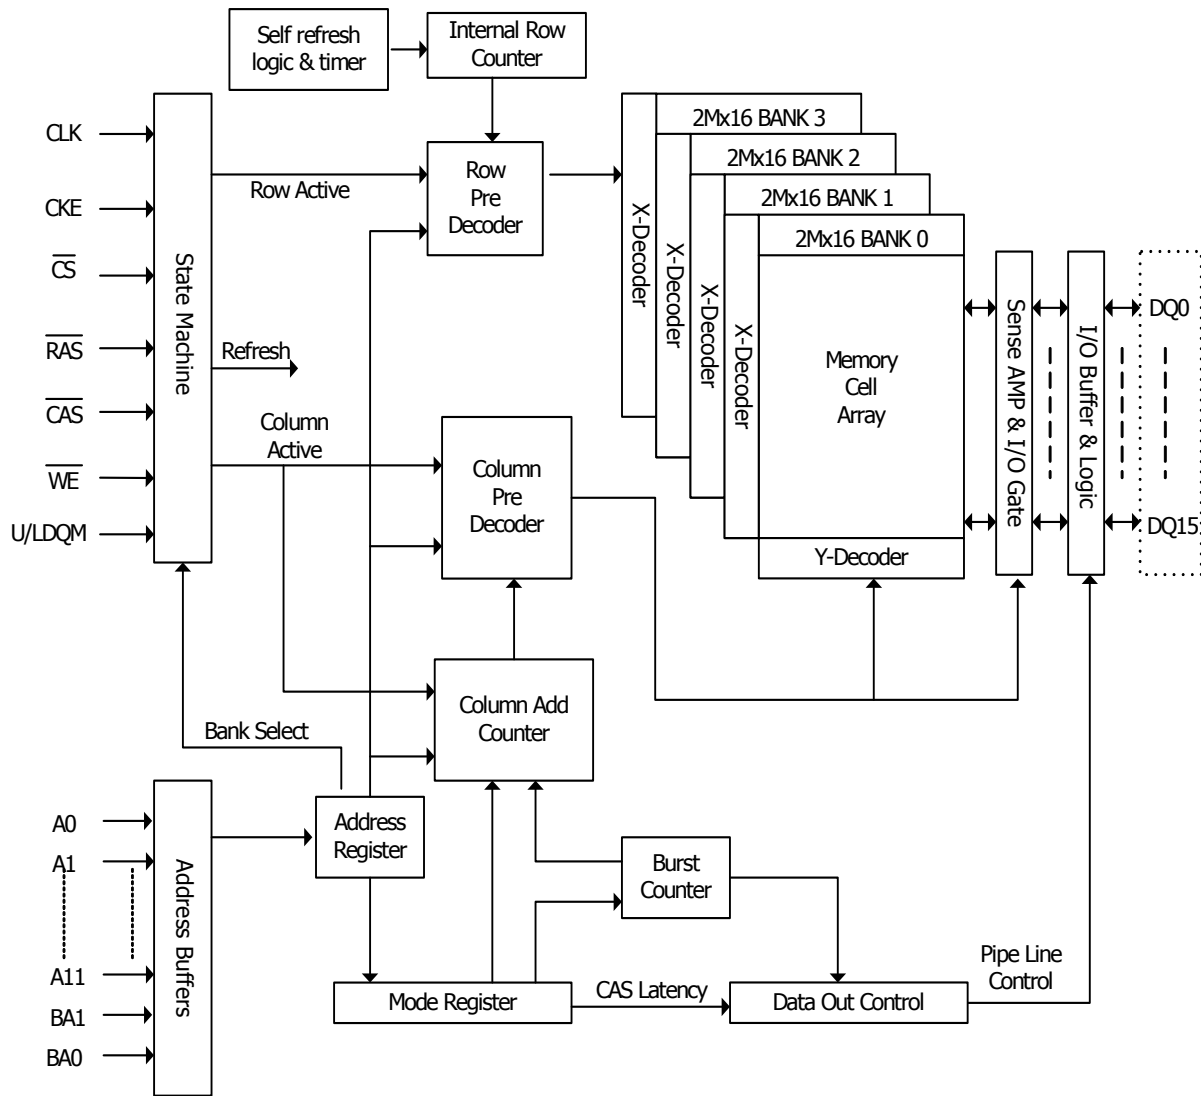 Self refresh
logic & timer
Internal Row
Counter
CLK
CKE
CS
RAS
CAS
WE
U/LDQM
State Machine
Row Active
Refresh
Column
Active
Row
Pre
Decoder
Column
Pre
Decoder
Column Add
Counter
2Mx16 BANK 3
2Mx16 BANK 2
2Mx16 BANK 1
2Mx16 BANK 0
X-Decoder
X-Decoder
X-Decoder
X-Decoder
Memory
Cell
Array
Y-Decoder
Sense AMP & I/O Gate
I/O Buffer & Logic
DQ0
DQ15
Bank Select
A0
A1
A11
BA1
BA0
Address Buffers
Address
Register
Burst
Counter
Mode Register
CAS Latency
Data Out Control
Pipe Line
Control